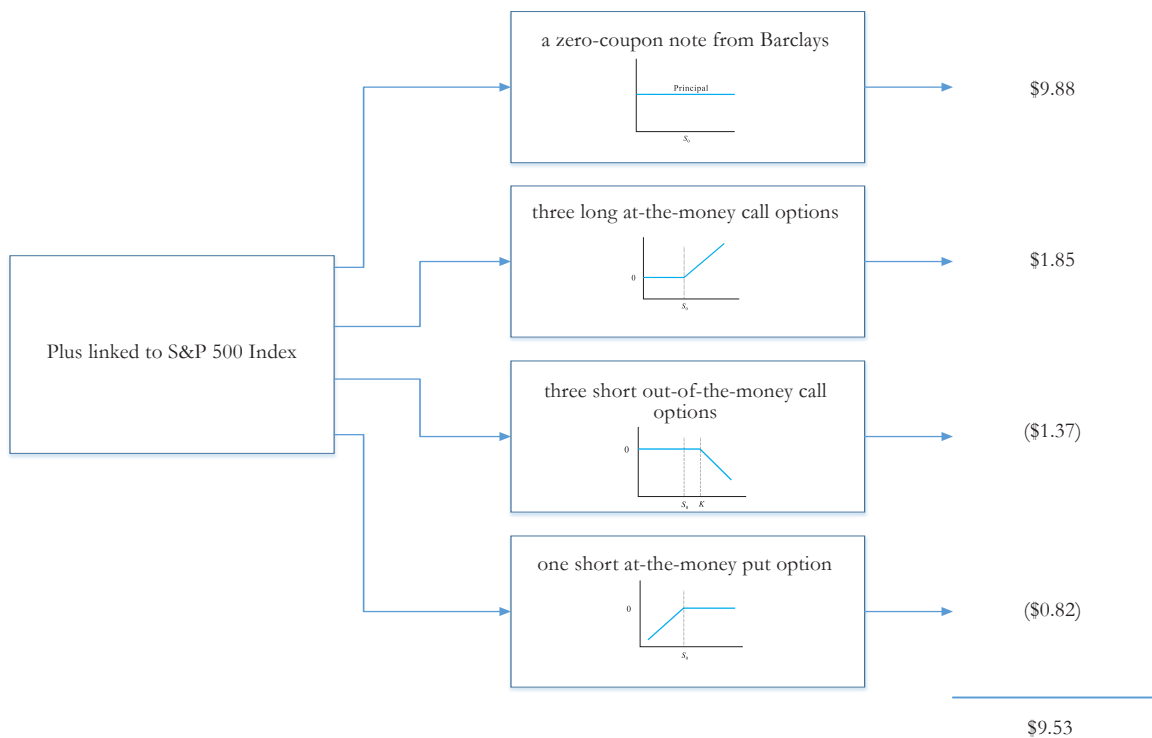 a zero-coupon note from Barclays
Principal
S₀
$9.88
three long at-the-money call options
0
S₀
$1.85
Plus linked to S&P 500 Index
three short out-of-the-money call
options
0
S₀ K
($1.37)
one short at-the-money put option
0
S₀
($0.82)
$9.53